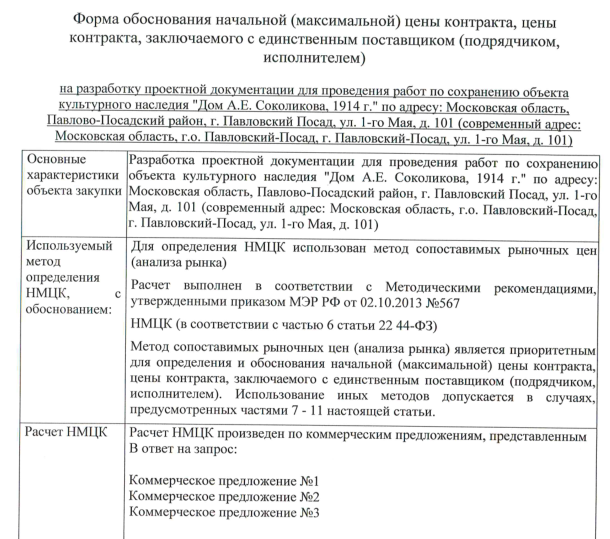 Форма обоснования начальной (максимальной) цены контракта, цены
контракта, заключаемого с единственным поставщиком (подрядчиком,
исполнителем)
на разработку проектной документации для проведения работ по сохранению объекта
культурного наследия "Дом А.Е. Соколикова, 1914 г." по адресу: Московская область,
Павлово-Посадский район, г. Павловский Посад, ул. 1-го Мая, д. 101 (современный адрес:
Московская область, г.о. Павловский-Посад, г. Павловский-Посад, ул. 1-го Мая, д. 101)
Основные
характеристики
объекта закупки
Разработка проектной документации для проведения работ по сохранению
объекта культурного наследия "Дом А.Е. Соколикова, 1914 г." по адресу:
Московская область, Павлово-Посадский район, г. Павловский Посад, ул. 1-го
Мая, д. 101 (современный адрес: Московская область, г.о. Павловский-Посад,
г. Павловский-Посад, ул. 1-го Мая, д. 101)
Используемый
метод
определения
НМЦК, с
обоснованием:
Для определения НМЦК использован метод сопоставимых рыночных цен
(анализа рынка)
Расчет выполнен в соответствии с Методическими рекомендациями,
утвержденными приказом МЭР РФ от 02.10.2013 №567
НМЦК (в соответствии с частью 6 статьи 22 44-ФЗ)
Метод сопоставимых рыночных цен (анализа рынка) является приоритетным
для определения и обоснования начальной (максимальной) цены контракта,
цены контракта, заключаемого с единственным поставщиком (подрядчиком,
исполнителем). Использование иных методов допускается в случаях,
предусмотренных частями 7 - 11 настоящей статьи.
Расчет НМЦК
Расчет НМЦК произведен по коммерческим предложениям, представленным
В ответ на запрос:
Коммерческое предложение №1
Коммерческое предложение №2
Коммерческое предложение №3